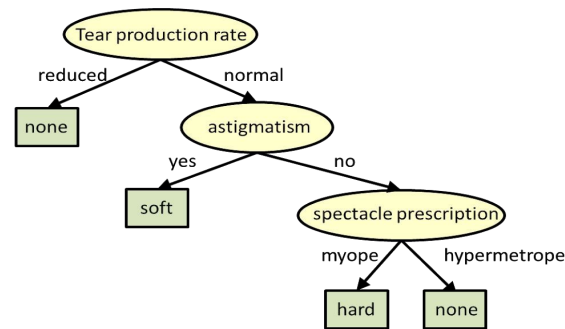 Tear production rate
reduced
normal
none
astigmatism
yes
no
soft
spectacle prescription
myope
hypermetrope
hard
none